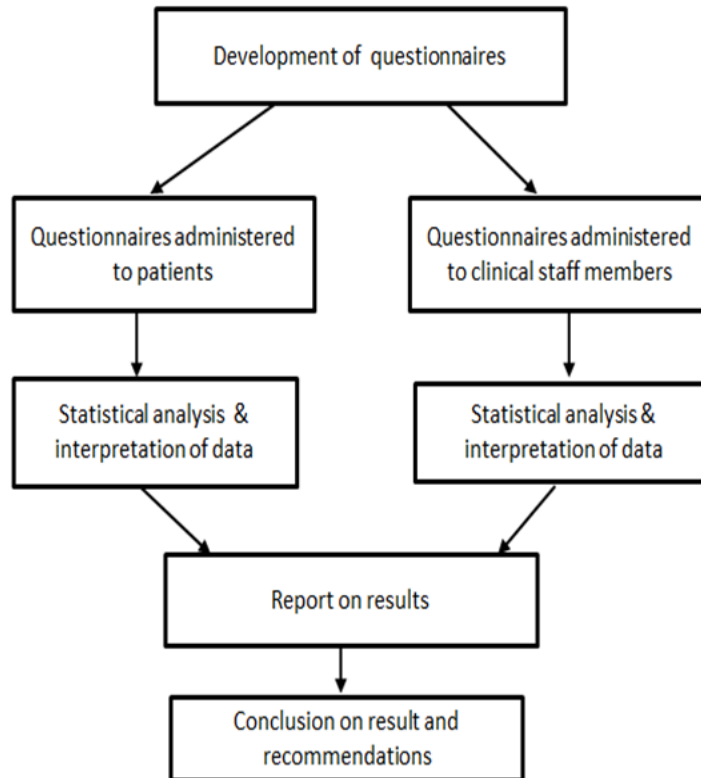 Development of questionnaires
Questionnaires administered
to patients
Questionnaires administered
to clinical staff members
Statistical analysis &
interpretation of data
Statistical analysis &
interpretation of data
Report on results
Conclusion on result and
recommendations